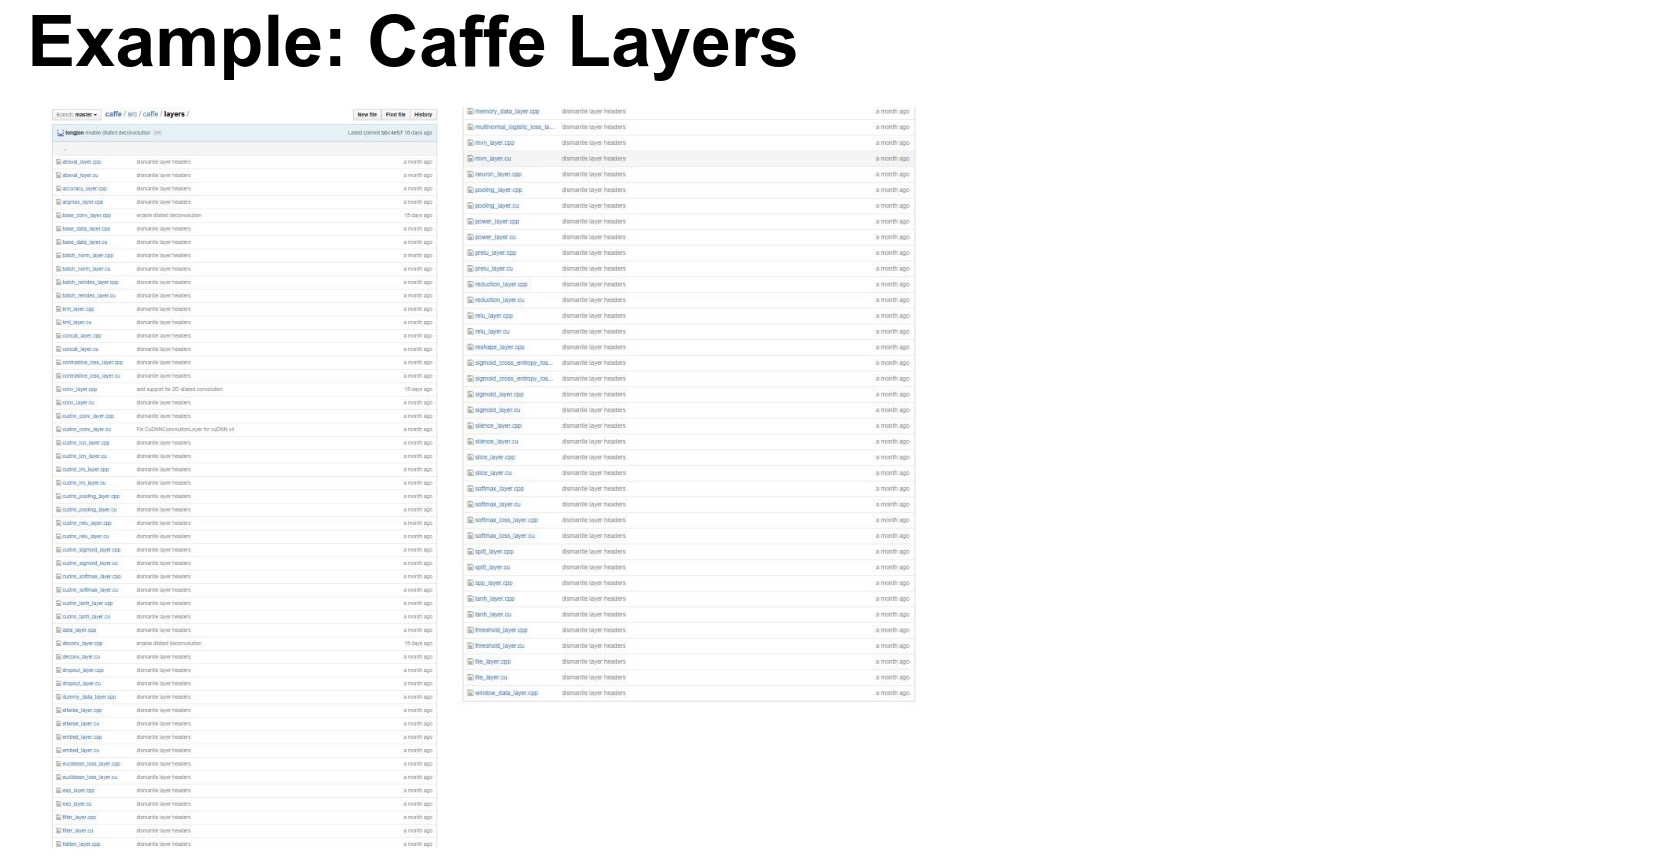 Example: Caffe Layers
Branch: master caffe / src / caffe / layers / New file Find file History
longjon enable dilated deconvolution ... Latest commit bbc4e57 15 days ago
..
absval_layer.cpp dismantle layer headers a month ago
absval_layer.cu dismantle layer headers a month ago
accuracy_layer.cpp dismantle layer headers a month ago
argmax_layer.cpp dismantle layer headers a month ago
base_conv_layer.cpp enable dilated deconvolution 15 days ago
base_data_layer.cpp dismantle layer headers a month ago
base_data_layer.cu dismantle layer headers a month ago
batch_norm_layer.cpp dismantle layer headers a month ago
batch_norm_layer.cu dismantle layer headers a month ago
batch_reindex_layer.cpp dismantle layer headers a month ago
batch_reindex_layer.cu dismantle layer headers a month ago
bnll_layer.cpp dismantle layer headers a month ago
bnll_layer.cu dismantle layer headers a month ago
concat_layer.cpp dismantle layer headers a month ago
concat_layer.cu dismantle layer headers a month ago
contrastive_loss_layer.cpp dismantle layer headers a month ago
contrastive_loss_layer.cu dismantle layer headers a month ago
conv_layer.cpp add support for 2D dilated convolution 15 days ago
conv_layer.cu dismantle layer headers a month ago
cudnn_conv_layer.cpp dismantle layer headers a month ago
cudnn_conv_layer.cu Fix CuDNNConvolutionLayer for cuDNN v4 a month ago
cudnn_lcn_layer.cpp dismantle layer headers a month ago
cudnn_lcn_layer.cu dismantle layer headers a month ago
cudnn_lrn_layer.cpp dismantle layer headers a month ago
cudnn_lrn_layer.cu dismantle layer headers a month ago
cudnn_pooling_layer.cpp dismantle layer headers a month ago
cudnn_pooling_layer.cu dismantle layer headers a month ago
cudnn_relu_layer.cpp dismantle layer headers a month ago
cudnn_relu_layer.cu dismantle layer headers a month ago
cudnn_sigmoid_layer.cpp dismantle layer headers a month ago
cudnn_sigmoid_layer.cu dismantle layer headers a month ago
cudnn_softmax_layer.cpp dismantle layer headers a month ago
cudnn_softmax_layer.cu dismantle layer headers a month ago
cudnn_tanh_layer.cpp dismantle layer headers a month ago
cudnn_tanh_layer.cu dismantle layer headers a month ago
data_layer.cpp dismantle layer headers a month ago
deconv_layer.cpp enable dilated deconvolution 15 days ago
deconv_layer.cu dismantle layer headers a month ago
dropout_layer.cpp dismantle layer headers a month ago
dropout_layer.cu dismantle layer headers a month ago
dummy_data_layer.cpp dismantle layer headers a month ago
eltwise_layer.cpp dismantle layer headers a month ago
eltwise_layer.cu dismantle layer headers a month ago
embed_layer.cpp dismantle layer headers a month ago
embed_layer.cu dismantle layer headers a month ago
euclidean_loss_layer.cpp dismantle layer headers a month ago
euclidean_loss_layer.cu dismantle layer headers a month ago
exp_layer.cpp dismantle layer headers a month ago
exp_layer.cu dismantle layer headers a month ago
filter_layer.cpp dismantle layer headers a month ago
filter_layer.cu dismantle layer headers a month ago
flatten_layer.cpp dismantle layer headers a month ago
memory_data_layer.cpp dismantle layer headers a month ago
multinomial_logistic_loss_la... dismantle layer headers a month ago
mvn_layer.cpp dismantle layer headers a month ago
mvn_layer.cu dismantle layer headers a month ago
neuron_layer.cpp dismantle layer headers a month ago
pooling_layer.cpp dismantle layer headers a month ago
pooling_layer.cu dismantle layer headers a month ago
power_layer.cpp dismantle layer headers a month ago
power_layer.cu dismantle layer headers a month ago
prelu_layer.cpp dismantle layer headers a month ago
prelu_layer.cu dismantle layer headers a month ago
reduction_layer.cpp dismantle layer headers a month ago
reduction_layer.cu dismantle layer headers a month ago
relu_layer.cpp dismantle layer headers a month ago
relu_layer.cu dismantle layer headers a month ago
reshape_layer.cpp dismantle layer headers a month ago
sigmoid_cross_entropy_los... dismantle layer headers a month ago
sigmoid_cross_entropy_los... dismantle layer headers a month ago
sigmoid_layer.cpp dismantle layer headers a month ago
sigmoid_layer.cu dismantle layer headers a month ago
silence_layer.cpp dismantle layer headers a month ago
silence_layer.cu dismantle layer headers a month ago
slice_layer.cpp dismantle layer headers a month ago
slice_layer.cu dismantle layer headers a month ago
softmax_layer.cpp dismantle layer headers a month ago
softmax_layer.cu dismantle layer headers a month ago
softmax_loss_layer.cpp dismantle layer headers a month ago
softmax_loss_layer.cu dismantle layer headers a month ago
split_layer.cpp dismantle layer headers a month ago
split_layer.cu dismantle layer headers a month ago
spp_layer.cpp dismantle layer headers a month ago
tanh_layer.cpp dismantle layer headers a month ago
tanh_layer.cu dismantle layer headers a month ago
threshold_layer.cpp dismantle layer headers a month ago
threshold_layer.cu dismantle layer headers a month ago
tile_layer.cpp dismantle layer headers a month ago
tile_layer.cu dismantle layer headers a month ago
window_data_layer.cpp dismantle layer headers a month ago